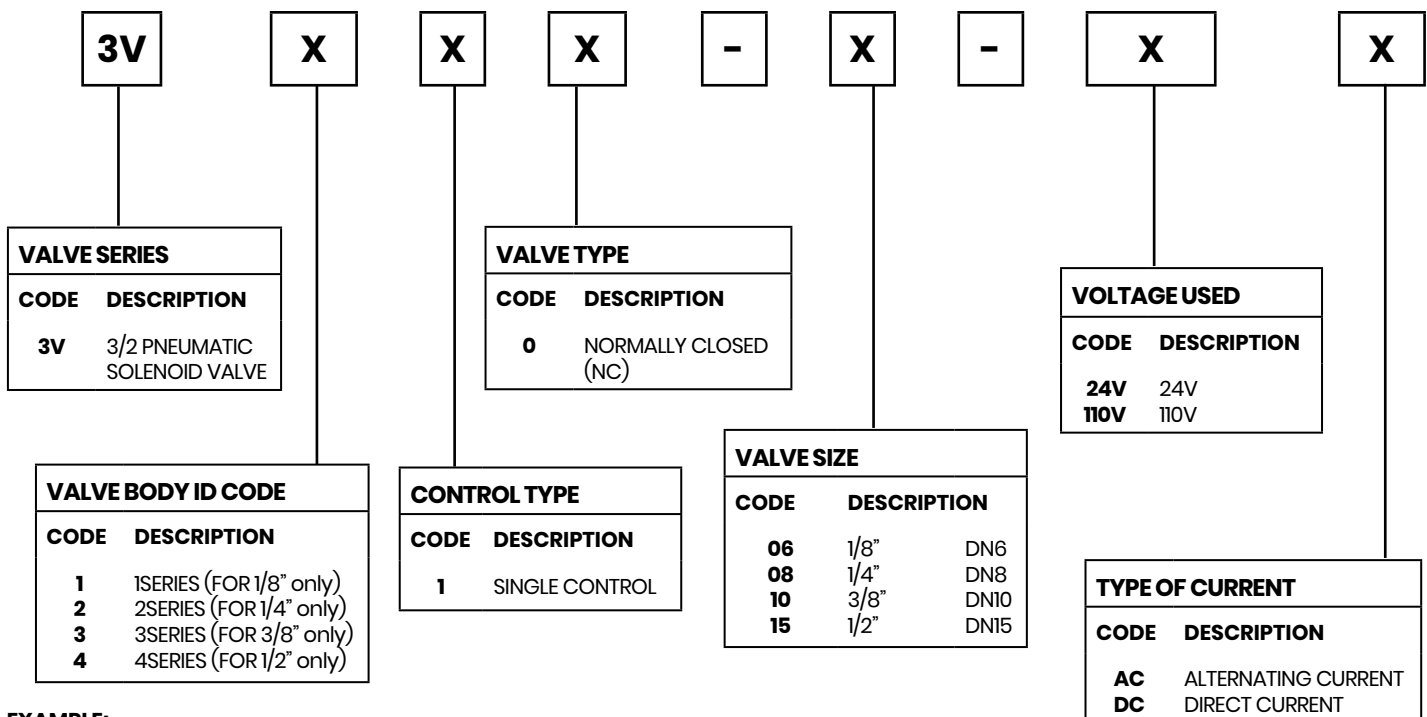 3V X X X - X - X X
VALVE SERIES
CODE DESCRIPTION
3V 3/2 PNEUMATIC
SOLENOID VALVE
VALVE TYPE
CODE DESCRIPTION
0 NORMALLY CLOSED
(NC)
VOLTAGE USED
CODE DESCRIPTION
24V 24V
110V 110V
VALVE BODY ID CODE
CODE DESCRIPTION
1 1SERIES (FOR 1/8" only)
2 2SERIES (FOR 1/4" only)
3 3SERIES (FOR 3/8" only)
4 4SERIES (FOR 1/2" only)
CONTROL TYPE
CODE DESCRIPTION
1 SINGLE CONTROL
VALVE SIZE
CODE DESCRIPTION
06 1/8" DN6
08 1/4" DN8
10 3/8" DN10
15 1/2" DN15
TYPE OF CURRENT
CODE DESCRIPTION
AC ALTERNATING CURRENT
DC DIRECT CURRENT
EXAMPLE: